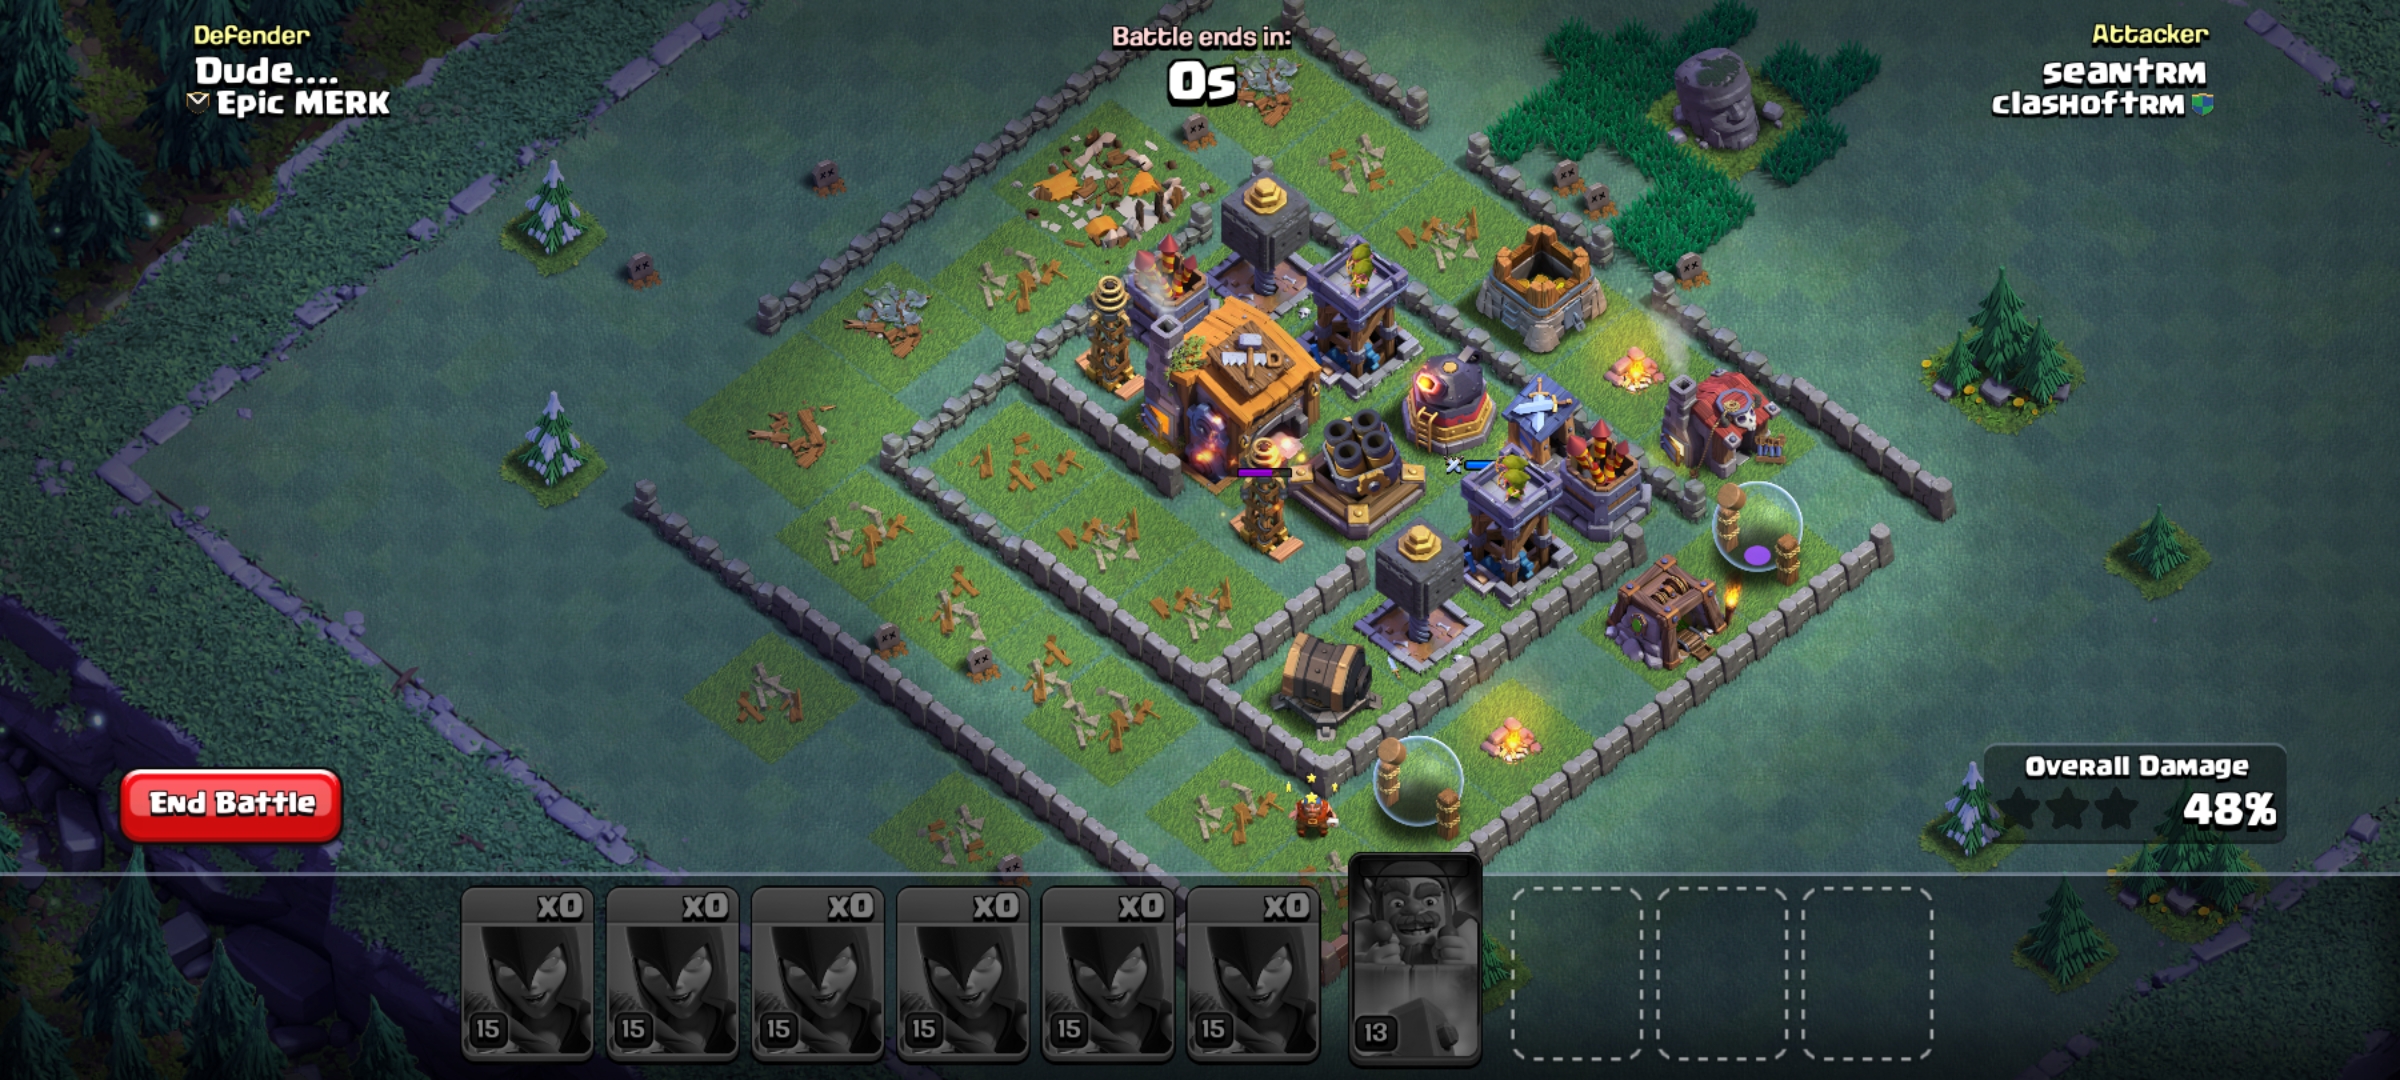 Defender
Dude....
Epic MERK
Battle ends in:
0s
Attacker
seantRM
clashoftRM
End Battle
Overall Damage
48%
x0 x0 x0 x0 x0 x0
15 15 15 15 15 15 13